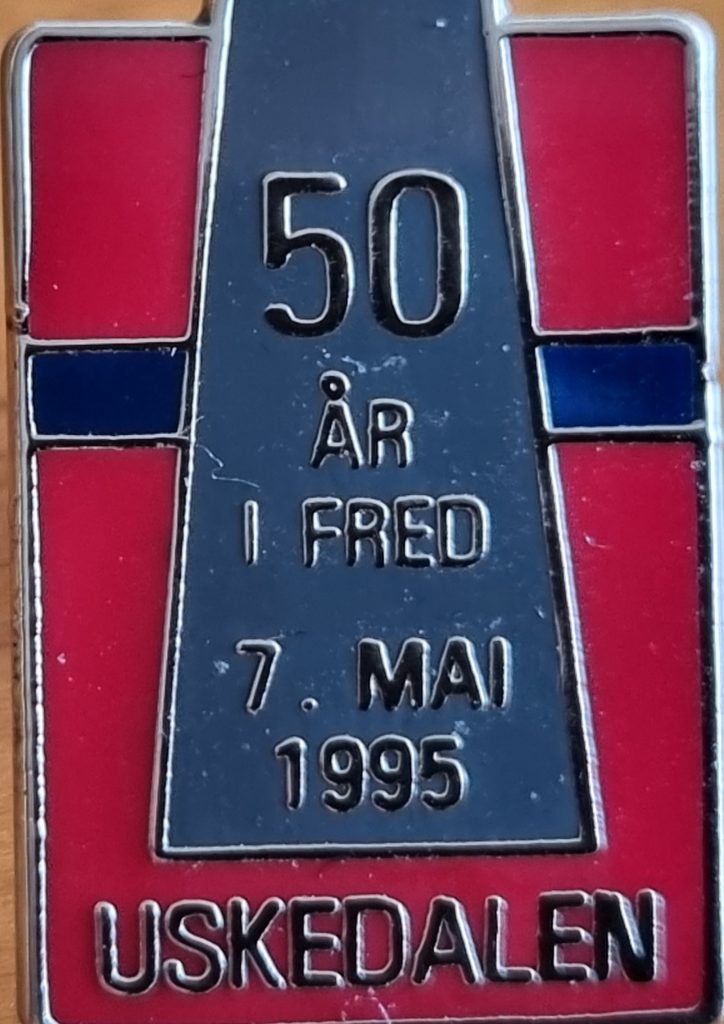 50
ÅR
I FRED
7. MAI
1995
USKEDALEN